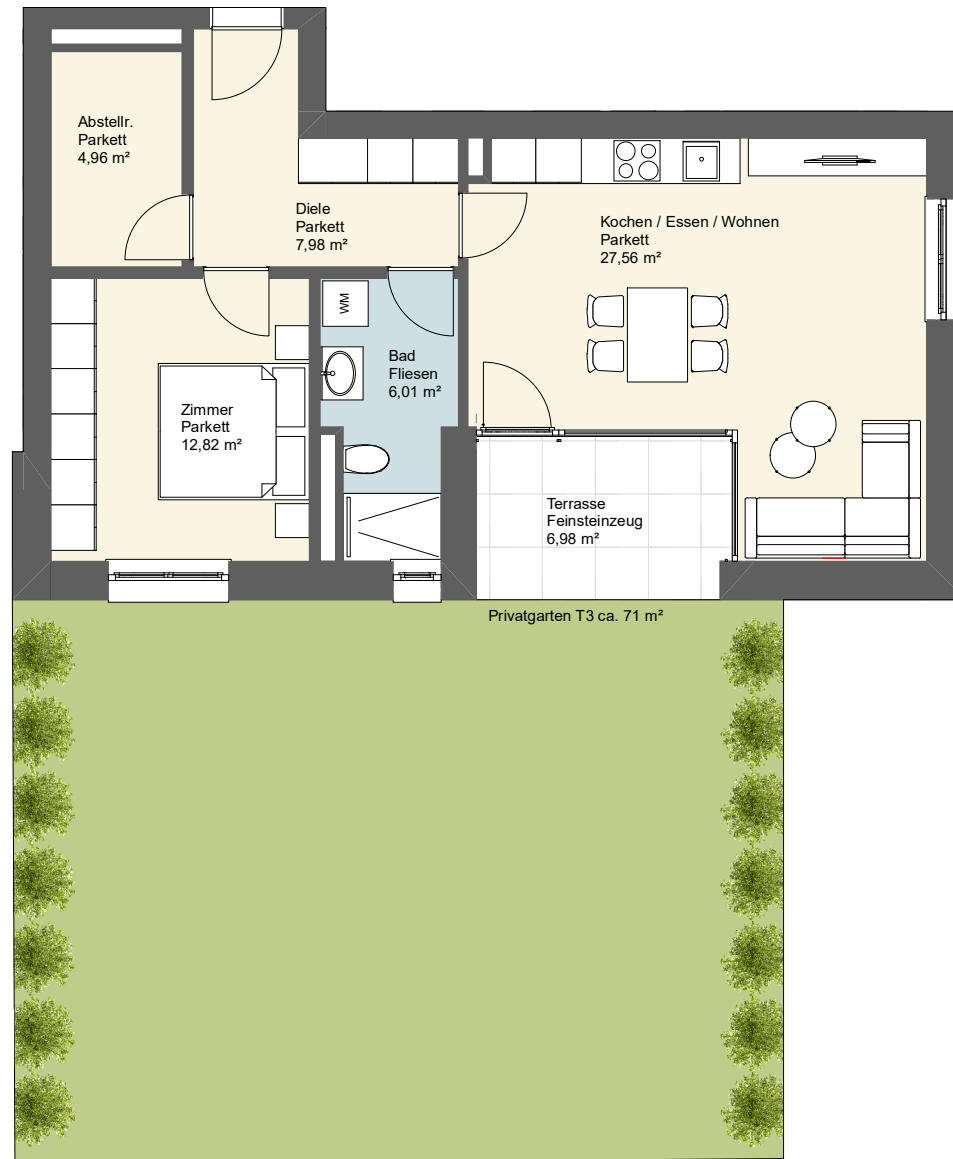 Abstellr.
Parkett
4,96 m²
Diele
Parkett
7,98 m²
Kochen / Essen / Wohnen
Parkett
27,56 m²
WM
Bad
Fliesen
6,01 m²
Zimmer
Parkett
12,82 m²
Terrasse
Feinsteinzeug
6,98 m²
Privatgarten T3 ca. 71 m²